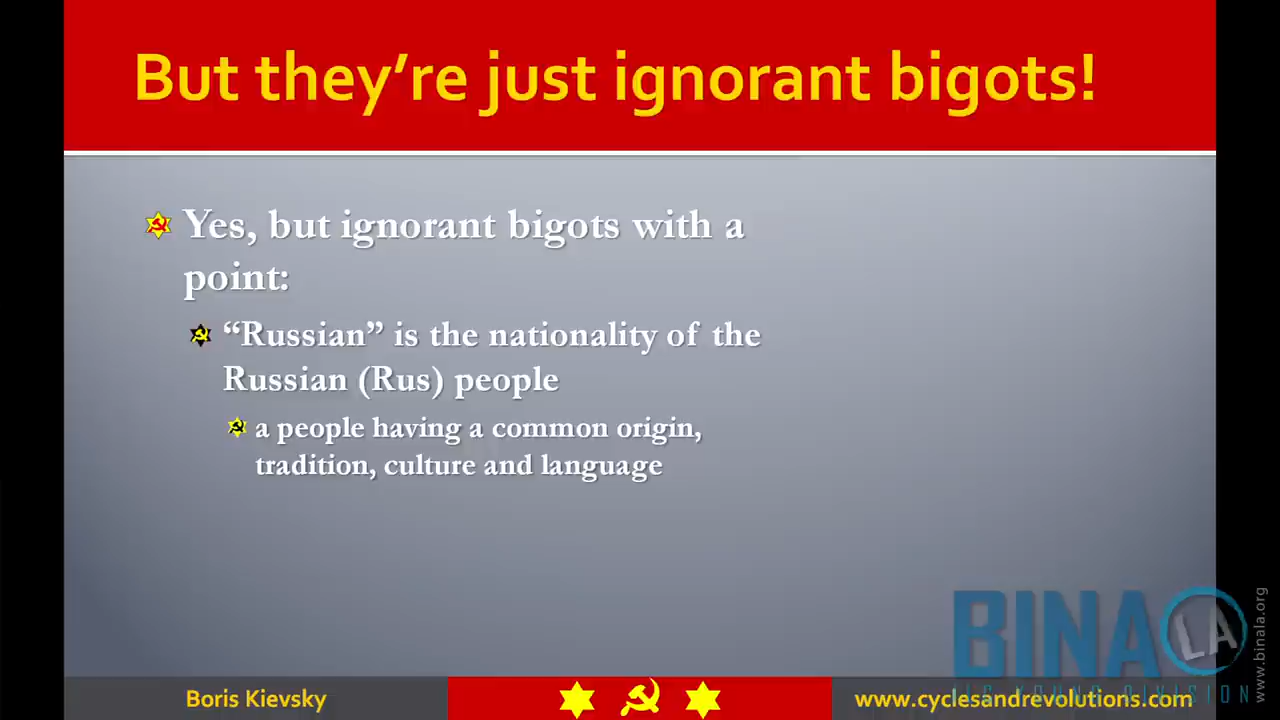 But they’re just ignorant bigots!
Yes, but ignorant bigots with a
point:
“Russian” is the nationality of the
Russian (Rus) people
a people having a common origin,
tradition, culture and language
BINA
LA
www.binala.org
Boris Kievsky
www.cyclesandrevolutions.com